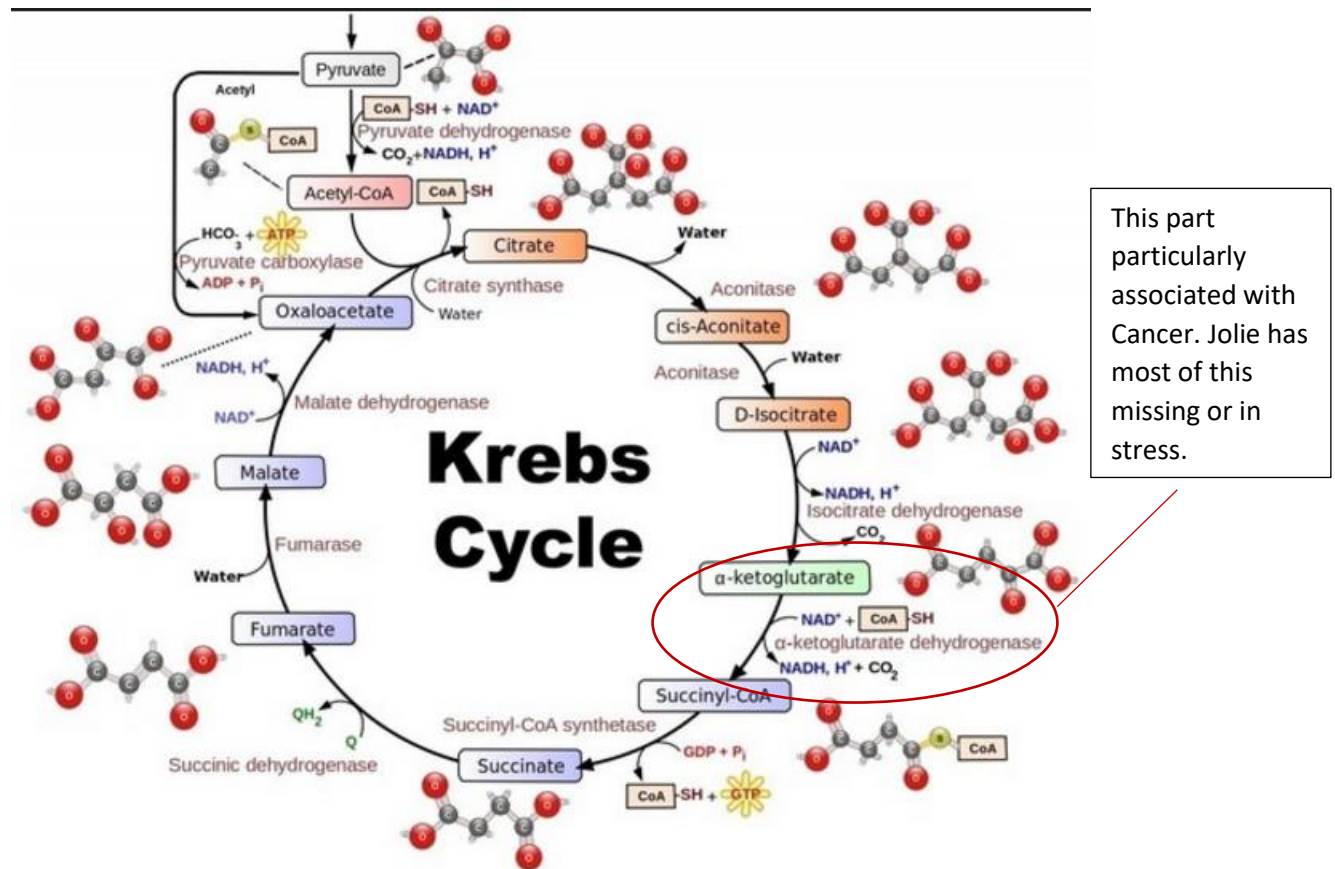 Pyruvate
Acetyl
CoA -SH + NAD⁺
Pyruvate dehydrogenase
CO₂+NADH, H⁺
CoA
Acetyl-CoA
CoA -SH
Citrate
Water
HCO₃⁻ + ATP
Pyruvate carboxylase
ADP + Pᵢ
Citrate synthase
Water
Oxaloacetate
Aconitase
cis-Aconitate
Water
Aconitase
D-Isocitrate
NAD⁺
NADH, H⁺
Isocitrate dehydrogenase
CO₂
α-ketoglutarate
NAD⁺ + CoA -SH
α-ketoglutarate dehydrogenase
NADH, H⁺ + CO₂
Succinyl-CoA
Succinyl-CoA synthetase
GDP + Pᵢ
CoA -SH + GTP
CoA
Succinate
QH₂
Q
Succinic dehydrogenase
Fumarate
Water
Fumarase
Malate
NADH, H⁺
NAD⁺
Malate dehydrogenase
Krebs
Cycle
This part
particularly
associated with
Cancer. Jolie has
most of this
missing or in
stress.